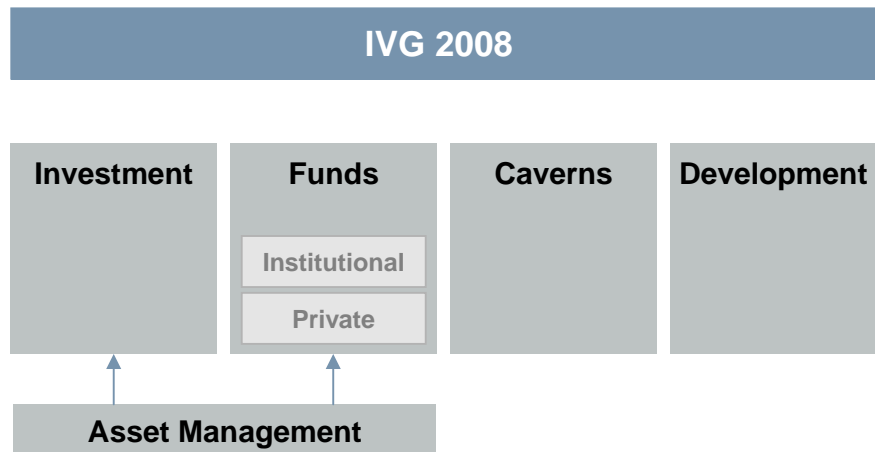 IVG 2008
Investment
Funds
Caverns
Development
Institutional
Private
Asset Management